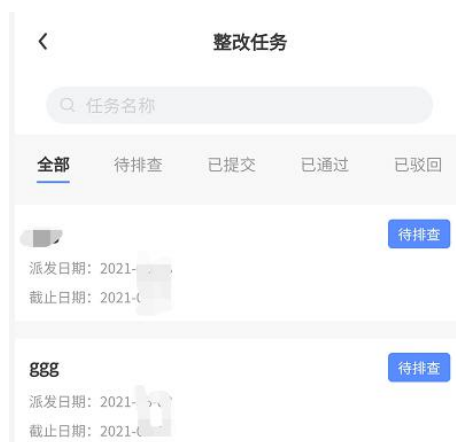 整改任务
任务名称
全部 待排查 已提交 已通过 已驳回
待排查
派发日期：2021-
截止日期：2021-
ggg 待排查
派发日期：2021-
截止日期：2021-